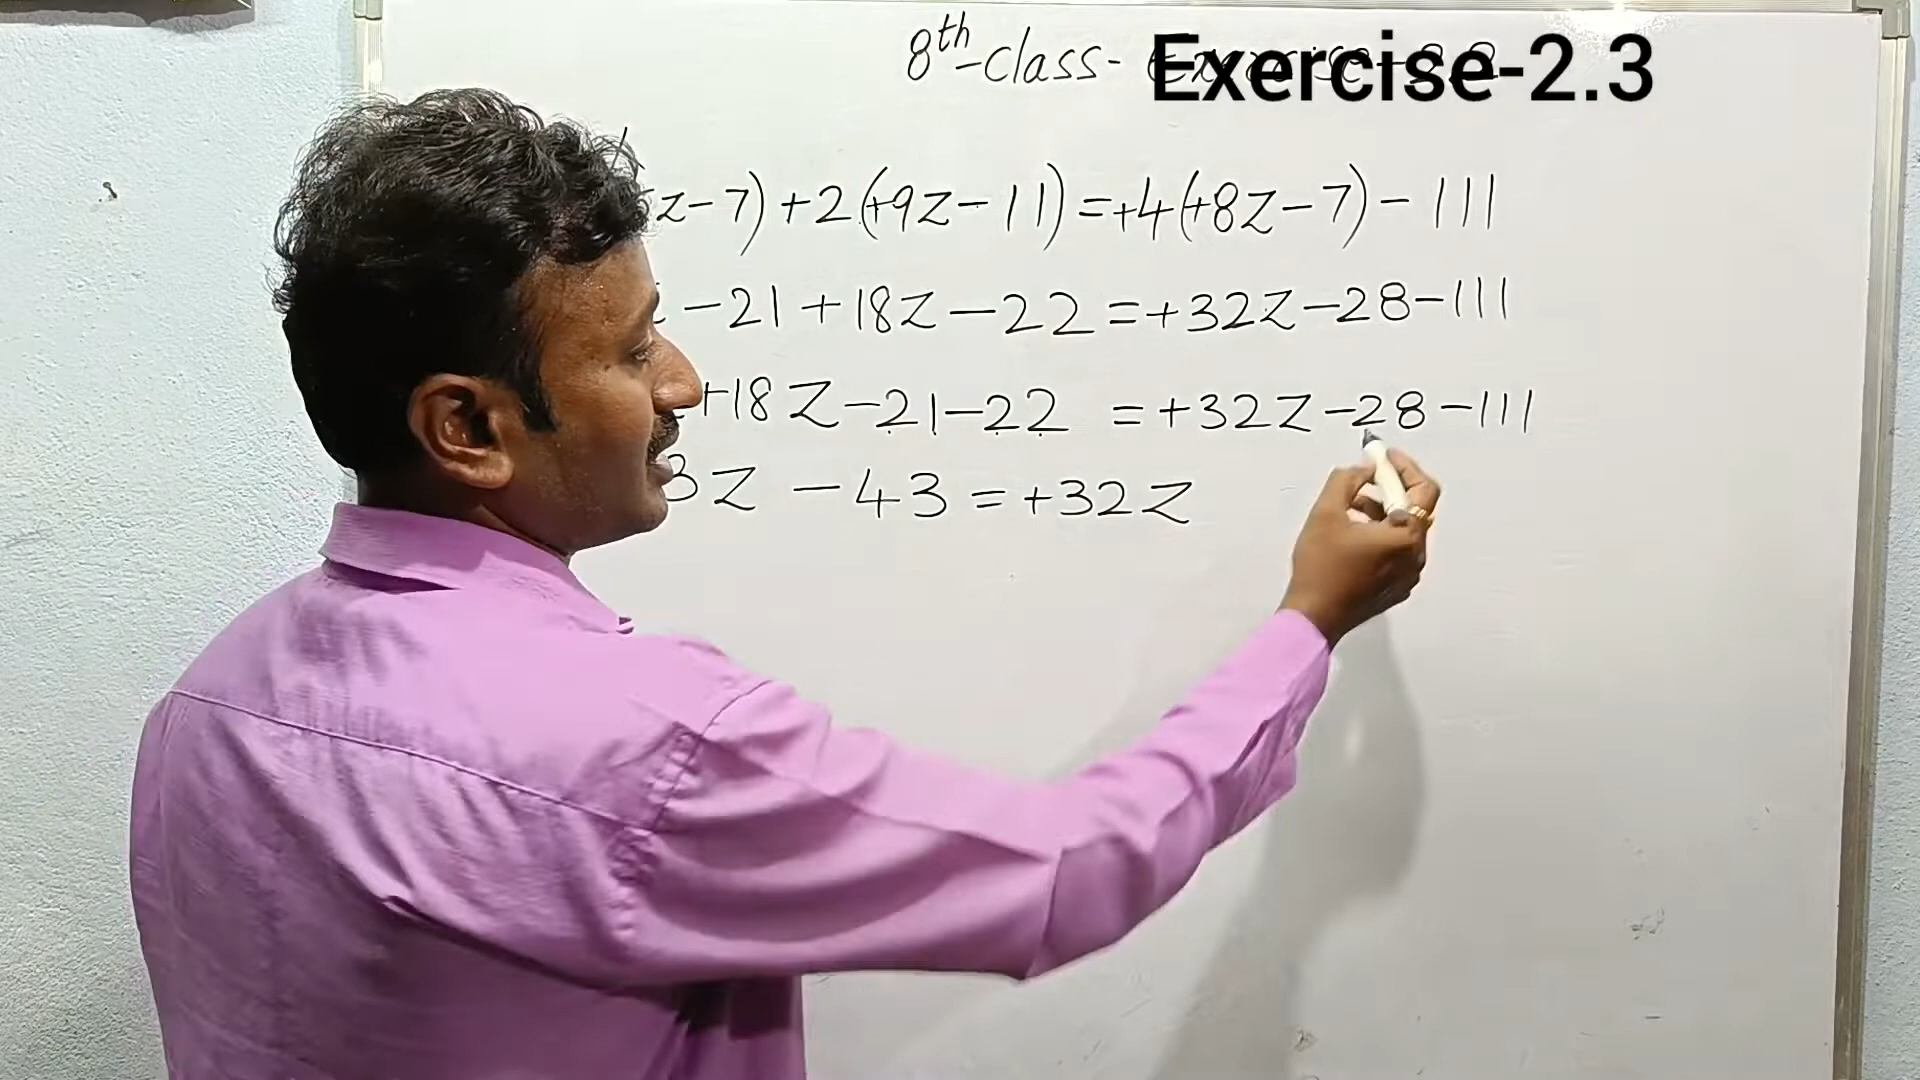 8th-class- Exercise-2.3
z-7)+2(+9z-11)=+4(+8z-7)-111
-21+18z-22=+32z-28-111
+18z-21-22 =+32z-28-111
3z -43=+32z